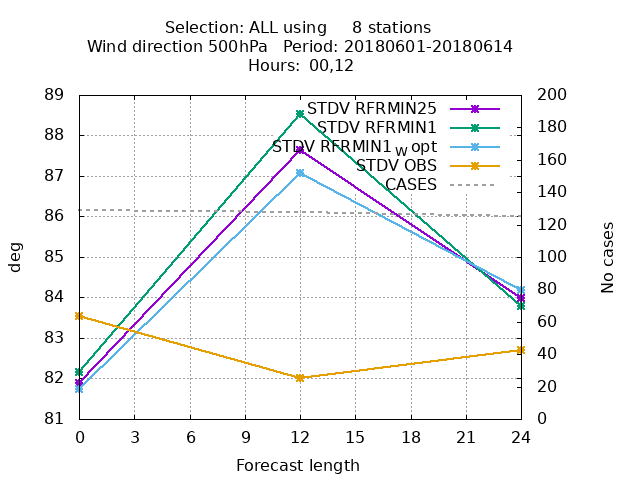 Selection: ALL using     8 stations
Wind direction 500hPa   Period: 20180601-20180614
Hours: 00,12
89
88
87
86
85
84
83
82
81
deg
STDV RFRMIN25
STDV RFRMIN1
STDV RFRMIN1_W opt
STDV OBS
CASES
200
180
160
140
120
100
80
60
40
20
0
No cases
0 3 6 9 12 15 18 21 24
Forecast length